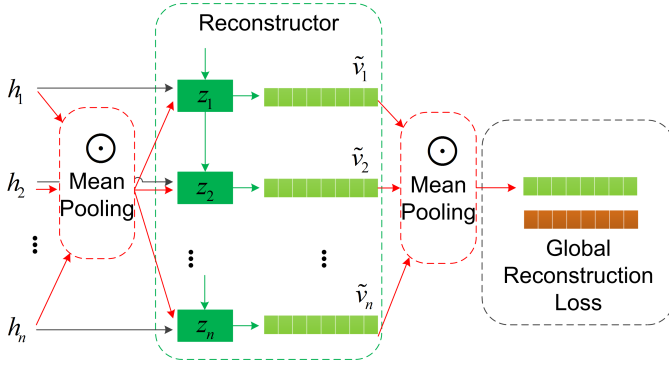 Reconstructor
h₁
z₁
ṽ₁
h₂
Mean
Pooling
z₂
ṽ₂
Mean
Pooling
Global
Reconstruction
Loss
hₙ
zₙ
ṽₙ